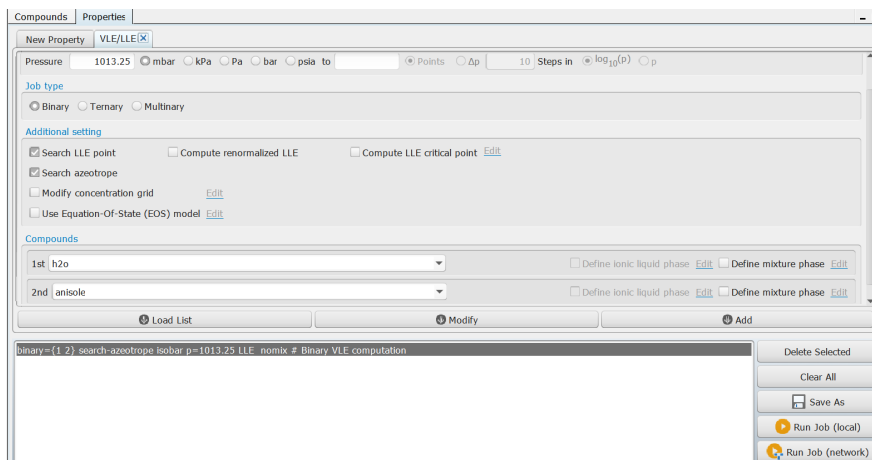 Compounds Properties
New Property VLE/LLE
Pressure 1013.25 mbar kPa Pa bar psia to Points Δp 10 Steps in log10(p) p
Job type
Binary Ternary Multinary
Additional setting
Search LLE point Compute renormalized LLE Compute LLE critical point Edit
Search azeotrope
Modify concentration grid Edit
Use Equation-Of-State (EOS) model Edit
Compounds
1st h2o Define ionic liquid phase Edit Define mixture phase Edit
2nd anisole Define ionic liquid phase Edit Define mixture phase Edit
Load List Modify Add
binary={1 2} search-azeotrope isobar p=1013.25 LLE nomix # Binary VLE computation
Delete Selected
Clear All
Save As
Run Job (local)
Run Job (network)